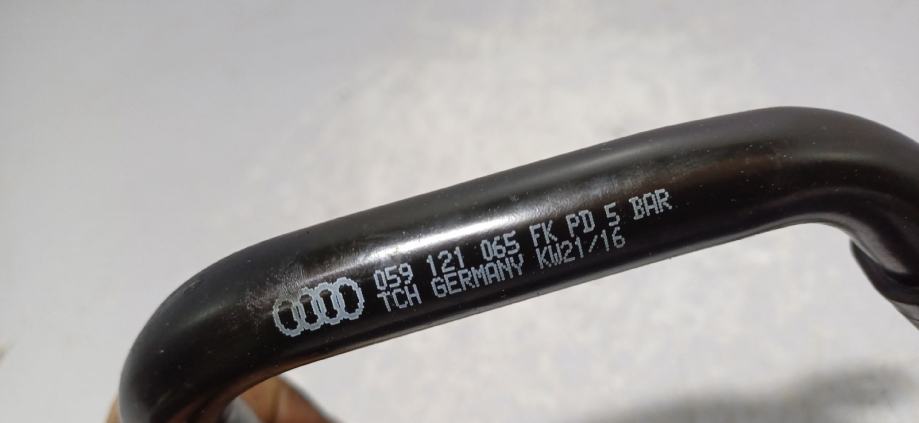 059 121 065 FK PD 5 BAR
TCH GERMANY KW21/16